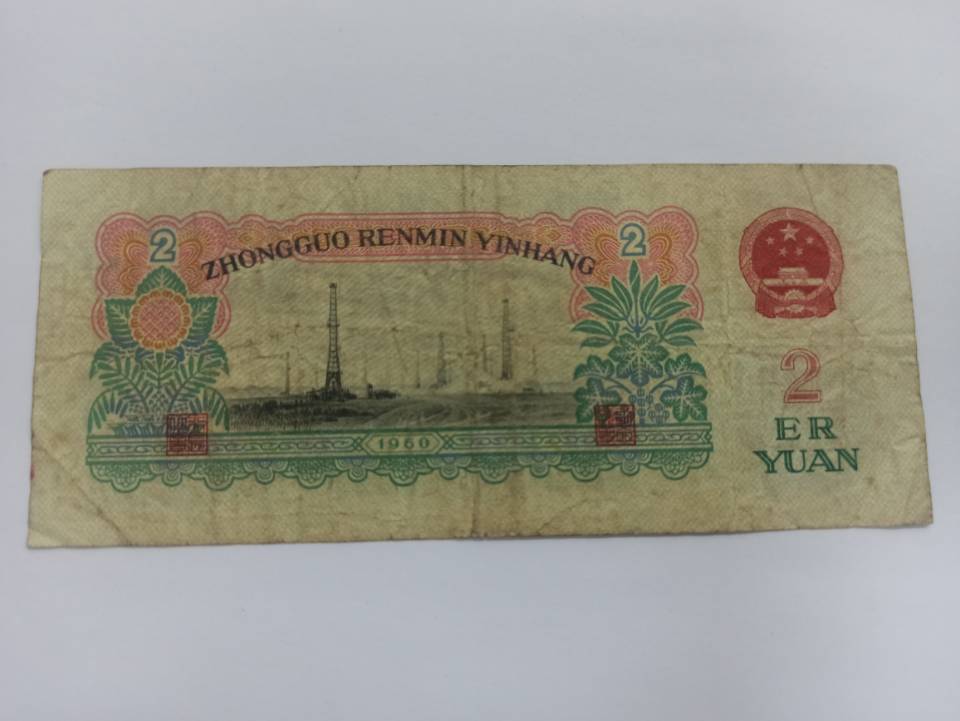 2 2
ZHONGGUO RENMIN YINHANG
1960
2
ER
YUAN